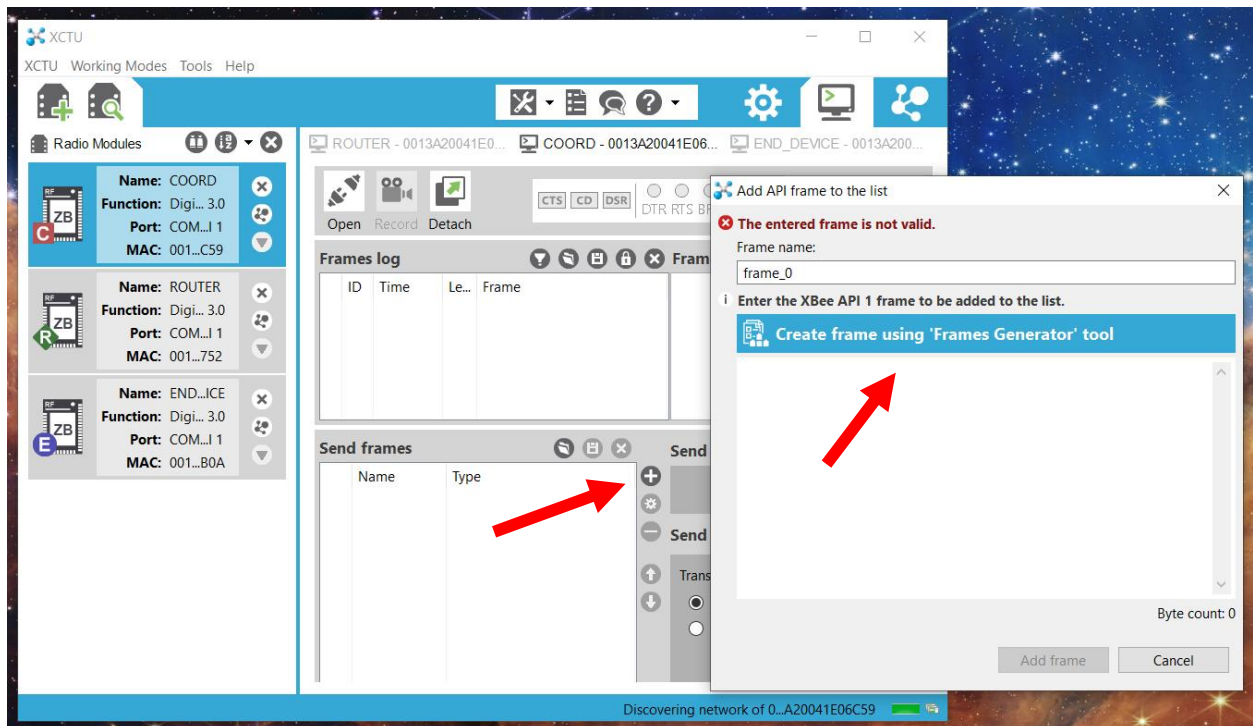 XCTU
XCTU Working Modes Tools Help
Radio Modules
Name: COORD
Function: Digi... 3.0
Port: COM...l 1
MAC: 001...C59
ZB
C
Name: ROUTER
Function: Digi... 3.0
Port: COM...l 1
MAC: 001...752
ZB
R
Name: END...ICE
Function: Digi... 3.0
Port: COM...l 1
MAC: 001...B0A
ZB
E
ROUTER - 0013A20041E0... COORD - 0013A20041E06... END_DEVICE - 0013A200...
Open Record Detach
CTS CD DSR
DTR RTS
Frames log
ID Time Le... Frame
Send frames
Name Type
Send
Send
Add API frame to the list
The entered frame is not valid.
Frame name:
frame_0
Enter the XBee API 1 frame to be added to the list.
Create frame using 'Frames Generator' tool
Byte count: 0
Add frame Cancel
Discovering network of 0...A20041E06C59